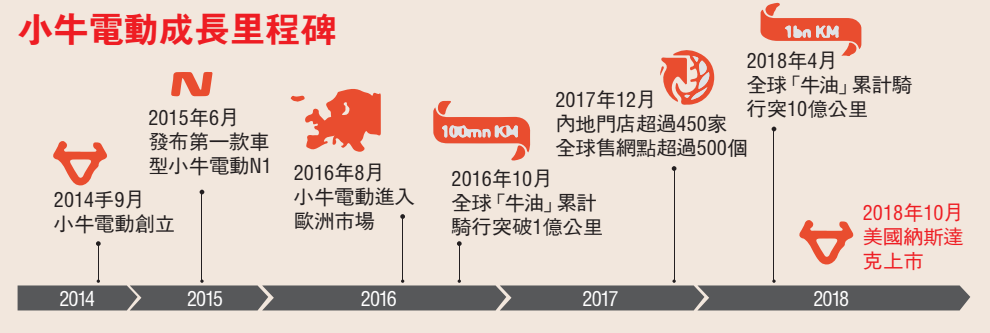 小牛電動成長里程碑
2014手9月
小牛電動創立
2015年6月
發布第一款車
型小牛電動N1
2016年8月
小牛電動進入
歐洲市場
100mn KM
2016年10月
全球「牛油」累計
騎行突破1億公里
2017年12月
內地門店超過450家
全球售網點超過500個
1bn KM
2018年4月
全球「牛油」累計騎
行突10億公里
2018年10月
美國納斯達
克上市
2014
2015
2016
2017
2018